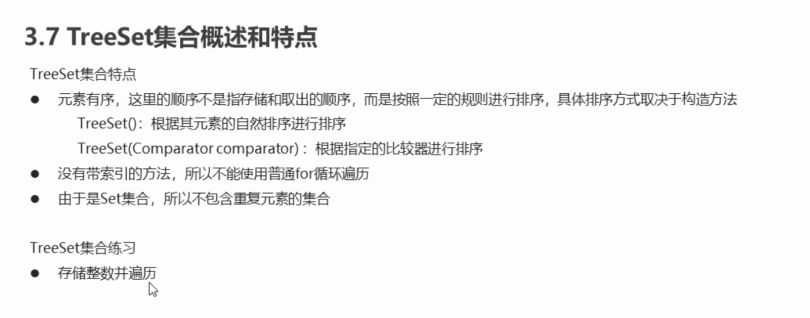 3.7 TreeSet集合概述和特点
TreeSet集合特点
● 元素有序，这里的顺序不是指存储和取出的顺序，而是按照一定的规则进行排序，具体排序方式取决于构造方法
TreeSet()：根据其元素的自然排序进行排序
TreeSet(Comparator comparator) ：根据指定的比较器进行排序
● 没有带索引的方法，所以不能使用普通for循环遍历
● 由于是Set集合，所以不包含重复元素的集合
TreeSet集合练习
● 存储整数并遍历